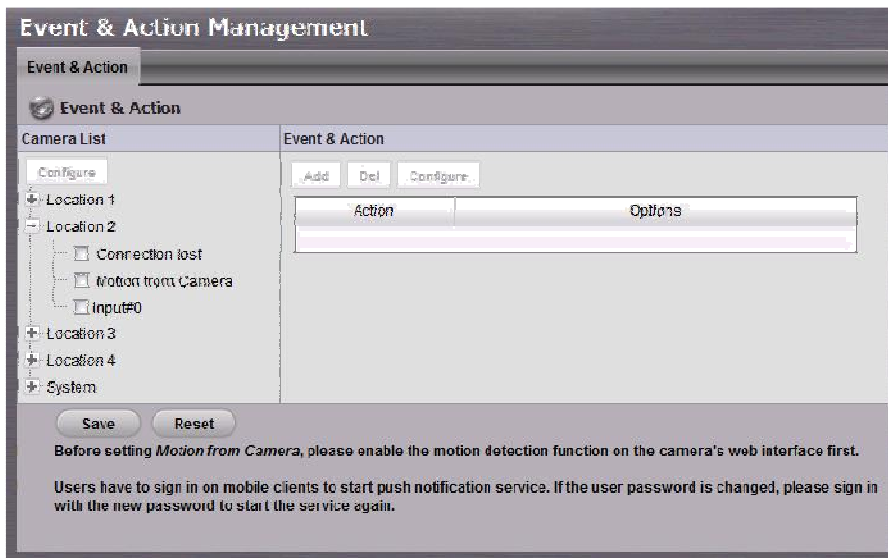 Event & Action Management
Event & Action
Event & Action
Camera List
Event & Action
Configure
Add Del Configure
Location 1
Action Options
Location 2
Connection lost
Motion from Camera
Input#0
Location 3
Location 4
System
Save Reset
Before setting Motion from Camera, please enable the motion detection function on the camera's web interface first.
Users have to sign in on mobile clients to start push notification service. If the user password is changed, please sign in
with the new password to start the service again.